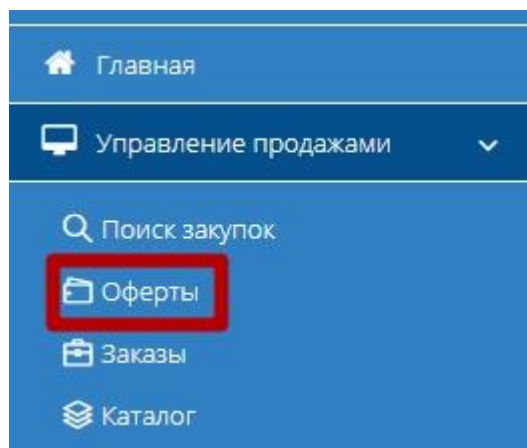 Главная
Управление продажами
Поиск закупок
Оферты
Заказы
Каталог